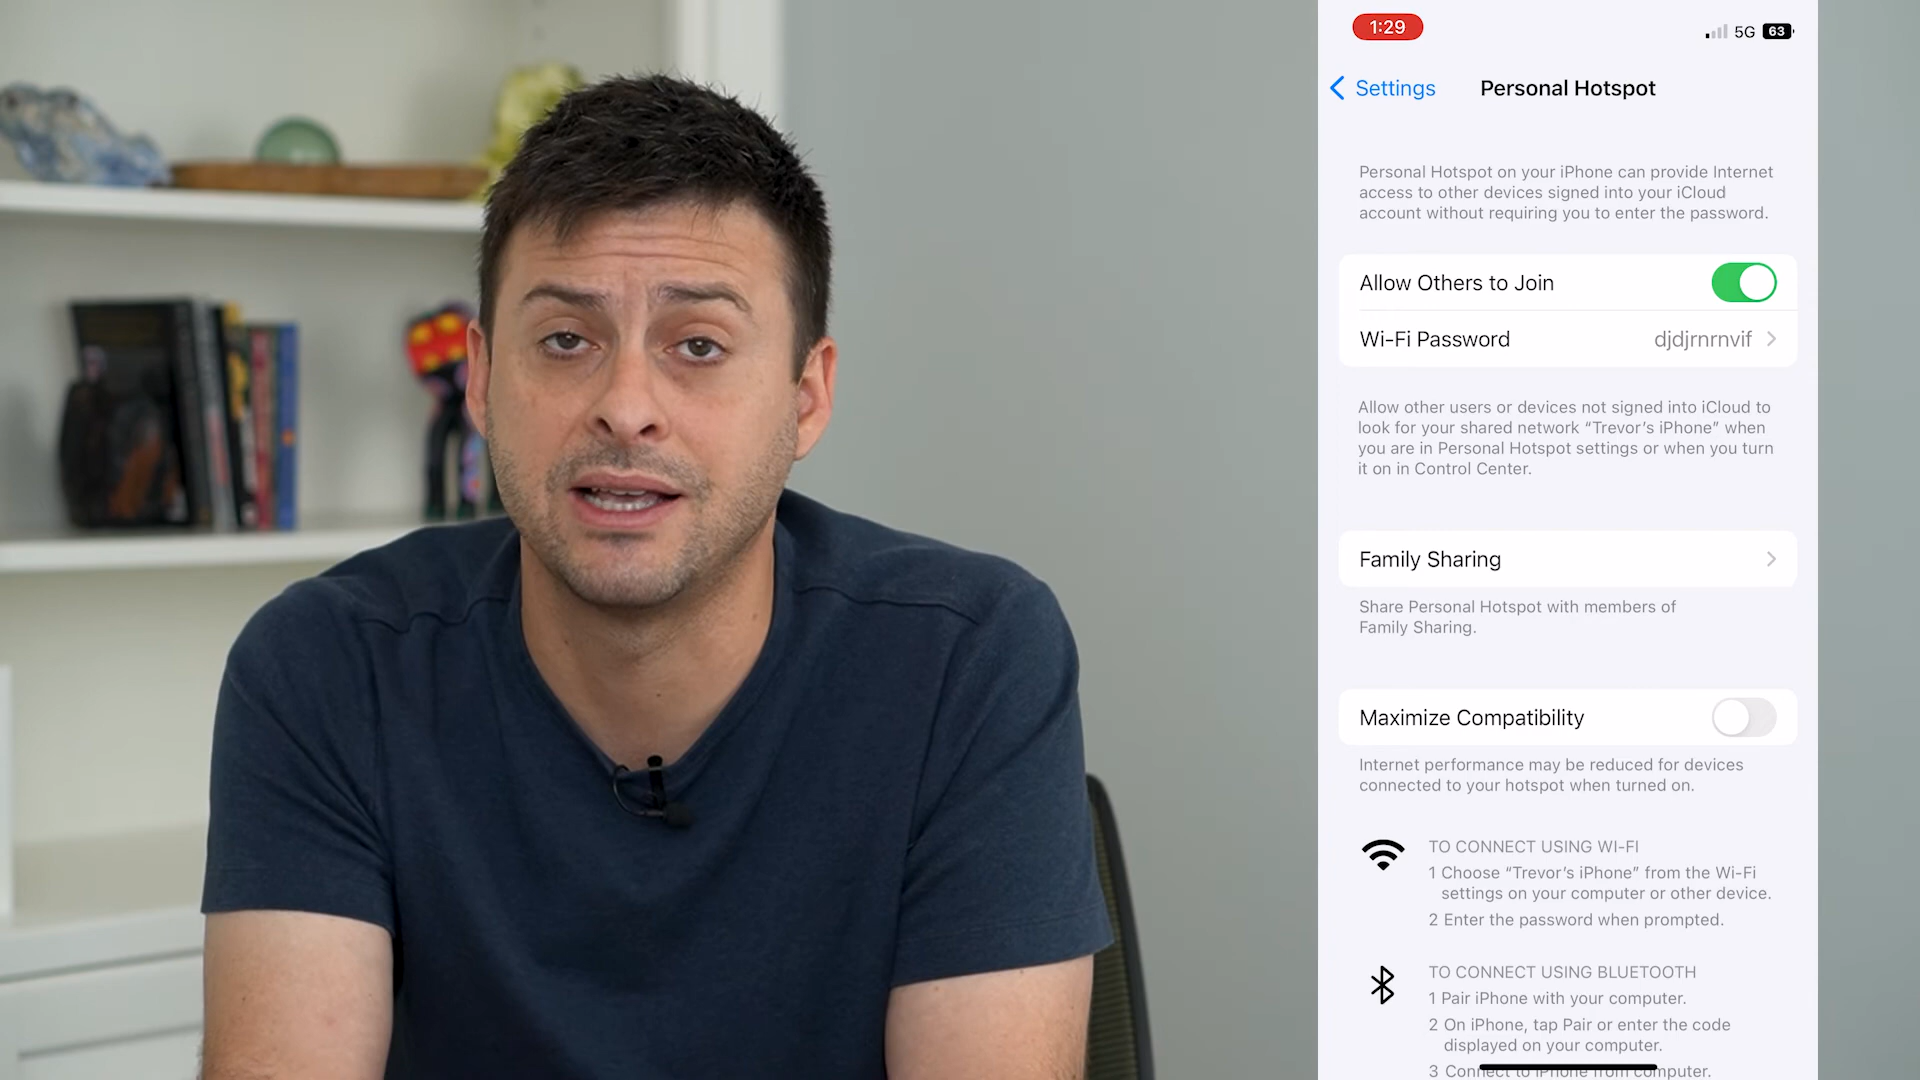 1:29
5G 63
Settings
Personal Hotspot
Personal Hotspot on your iPhone can provide Internet
access to other devices signed into your iCloud
account without requiring you to enter the password.
Allow Others to Join
Wi-Fi Password djdjrnrnvif
Allow other users or devices not signed into iCloud to
look for your shared network “Trevor’s iPhone” when
you are in Personal Hotspot settings or when you turn
it on in Control Center.
Family Sharing
Share Personal Hotspot with members of
Family Sharing.
Maximize Compatibility
Internet performance may be reduced for devices
connected to your hotspot when turned on.
TO CONNECT USING WI-FI
1 Choose “Trevor’s iPhone” from the Wi-Fi
settings on your computer or other device.
2 Enter the password when prompted.
TO CONNECT USING BLUETOOTH
1 Pair iPhone with your computer.
2 On iPhone, tap Pair or enter the code
displayed on your computer.
3 Connect to iPhone from computer.